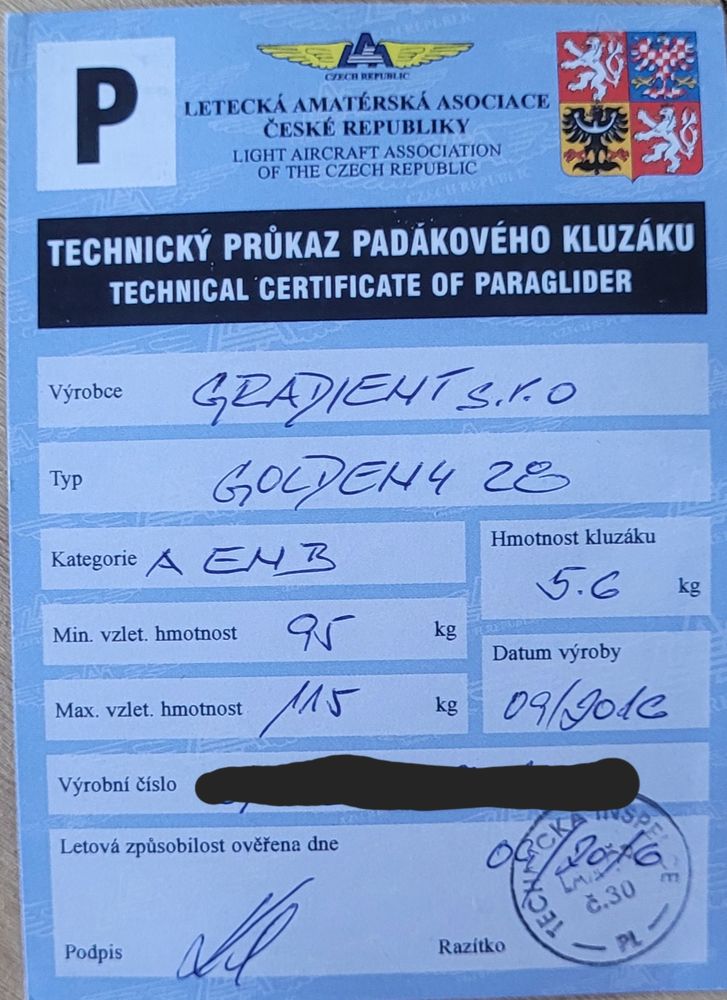 P
CZECH REPUBLIC
LETECKÁ AMATÉRSKÁ ASOCIACE
ČESKÉ REPUBLIKY
LIGHT AIRCRAFT ASSOCIATION
OF THE CZECH REPUBLIC
TECHNICKÝ PRŮKAZ PADÁKOVÉHO KLUZÁKU
TECHNICAL CERTIFICATE OF PARAGLIDER
Výrobce GRADIENT s.r.o
Typ GOLDEN4 28
Kategorie A EN B
Hmotnost kluzáku
5.6 kg
Min. vzlet. hmotnost 95 kg
Datum výroby
09/2016
Max. vzlet. hmotnost 115 kg
Výrobní číslo
Letová způsobilost ověřena dne 09/2016
TECHNICKÁ INSPEKCE
č.30
PL
Podpis
Razítko